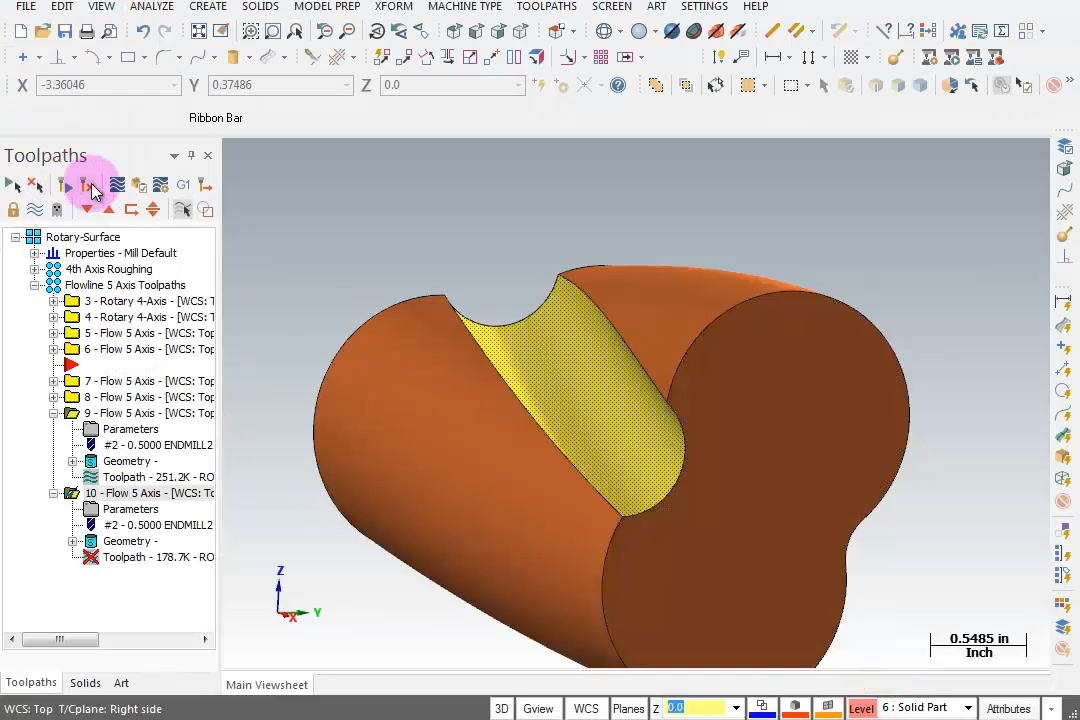 FILE EDIT VIEW ANALYZE CREATE SOLIDS MODEL PREP XFORM MACHINE TYPE TOOLPATHS SCREEN ART SETTINGS HELP
X -3.36046 Y 0.37486 Z 0.0
Ribbon Bar
Toolpaths
G1
Rotary-Surface
Properties - Mill Default
4th Axis Roughing
Flowline 5 Axis Toolpaths
3 - Rotary 4-Axis - [WCS: T
4 - Rotary 4-Axis - [WCS: T
5 - Flow 5 Axis - [WCS: Top
6 - Flow 5 Axis - [WCS: Top
7 - Flow 5 Axis - [WCS: Top
8 - Flow 5 Axis - [WCS: Top
9 - Flow 5 Axis - [WCS: Top
Parameters
#2 - 0.5000 ENDMILL2
Geometry -
Toolpath - 251.2K - RO
10 - Flow 5 Axis - [WCS: To
Parameters
#2 - 0.5000 ENDMILL2
Geometry -
Toolpath - 178.7K - RO
Z
Y
X
0.5485 in
Inch
Toolpaths Solids Art
Main Viewsheet
WCS: Top T/Cplane: Right side 3D Gview WCS Planes Z 0.0 Level 6 : Solid Part Attributes